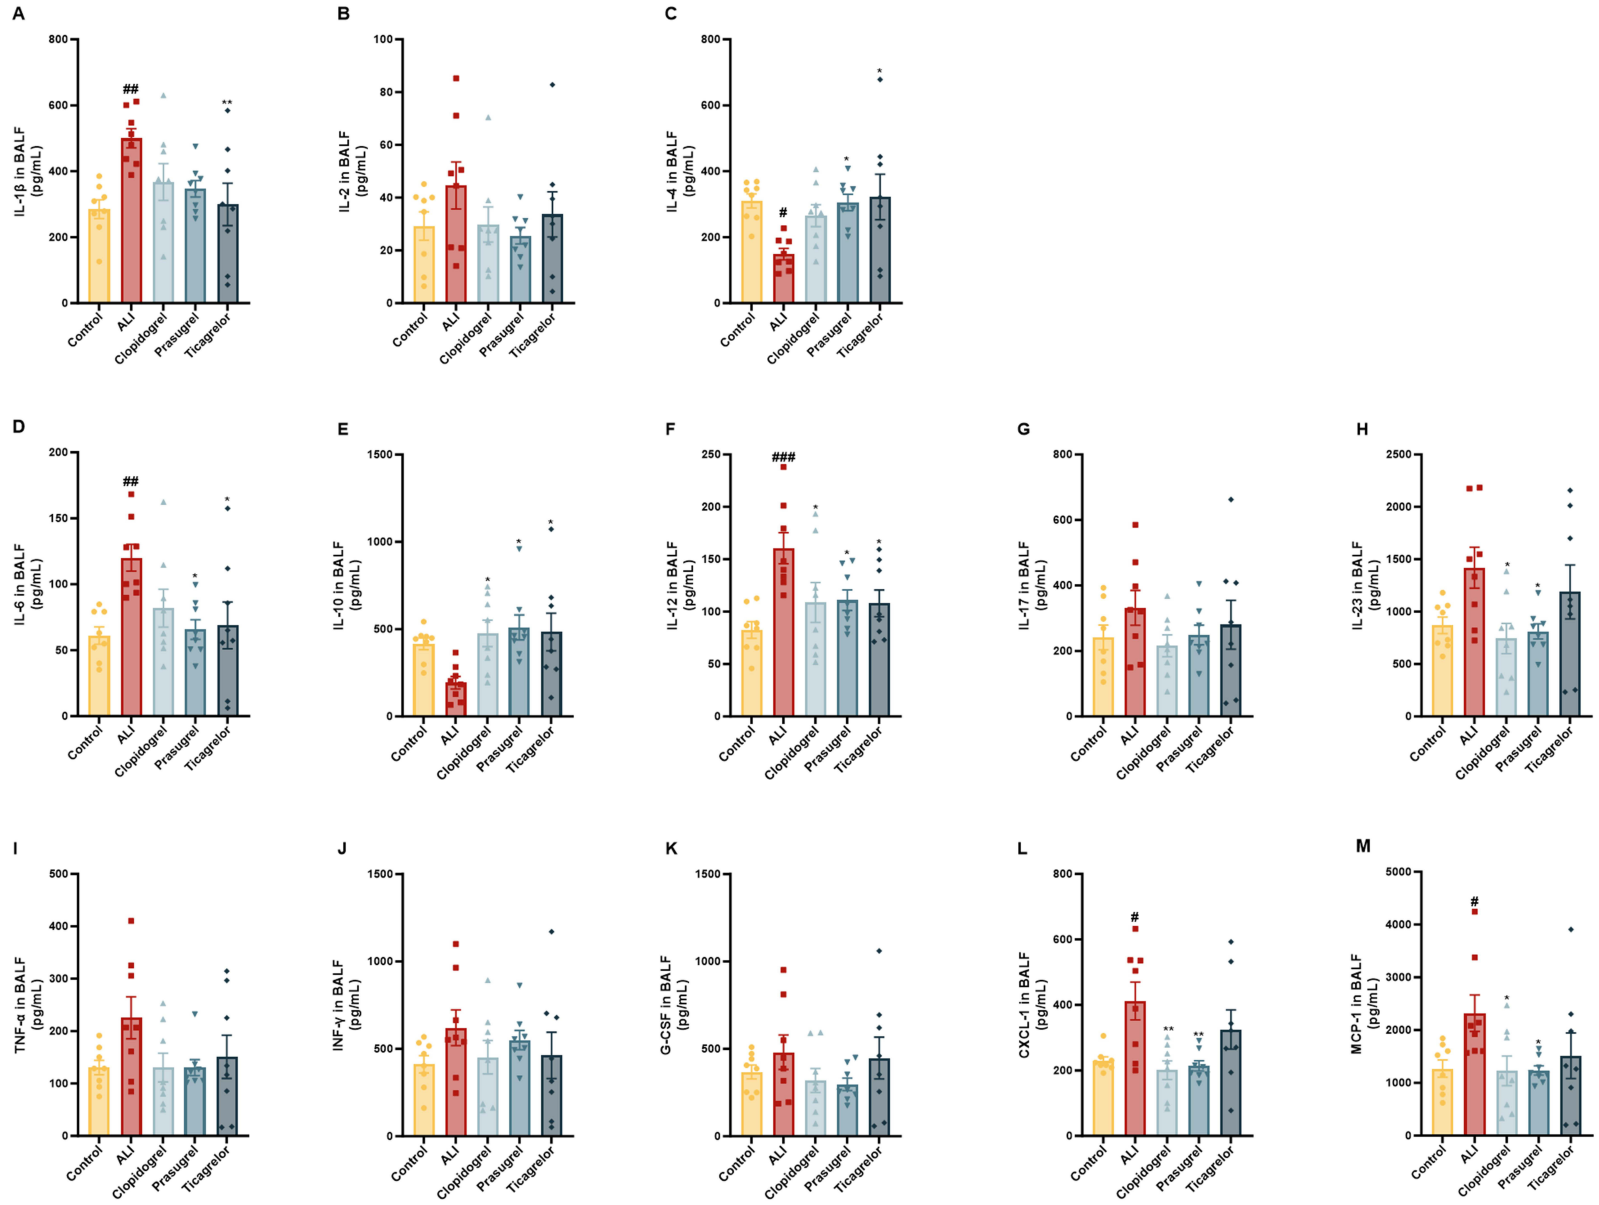 A
IL-1β in BALF
(pg/mL)
800
600
400
200
0
##
**
Control
ALI
Clopidogrel
Prasugrel
Ticagrelor
B
IL-2 in BALF
(pg/mL)
100
80
60
40
20
0
Control
ALI
Clopidogrel
Prasugrel
Ticagrelor
C
IL-4 in BALF
(pg/mL)
800
600
400
200
0
#
*
*
Control
ALI
Clopidogrel
Prasugrel
Ticagrelor
D
IL-6 in BALF
(pg/mL)
200
150
100
50
0
##
*
*
Control
ALI
Clopidogrel
Prasugrel
Ticagrelor
E
IL-10 in BALF
(pg/mL)
1500
1000
500
0
*
*
*
Control
ALI
Clopidogrel
Prasugrel
Ticagrelor
F
IL-12 in BALF
(pg/mL)
250
200
150
100
50
0
###
*
*
*
Control
ALI
Clopidogrel
Prasugrel
Ticagrelor
G
IL-17 in BALF
(pg/mL)
800
600
400
200
0
Control
ALI
Clopidogrel
Prasugrel
Ticagrelor
H
IL-23 in BALF
(pg/mL)
2500
2000
1500
1000
500
0
*
*
Control
ALI
Clopidogrel
Prasugrel
Ticagrelor
I
TNF-α in BALF
(pg/mL)
500
400
300
200
100
0
Control
ALI
Clopidogrel
Prasugrel
Ticagrelor
J
INF-γ in BALF
(pg/mL)
1500
1000
500
0
Control
ALI
Clopidogrel
Prasugrel
Ticagrelor
K
G-CSF in BALF
(pg/mL)
1500
1000
500
0
Control
ALI
Clopidogrel
Prasugrel
Ticagrelor
L
CXCL-1 in BALF
(pg/mL)
800
600
400
200
0
#
**
**
Control
ALI
Clopidogrel
Prasugrel
Ticagrelor
M
MCP-1 in BALF
(pg/mL)
5000
4000
3000
2000
1000
0
#
*
*
Control
ALI
Clopidogrel
Prasugrel
Ticagrelor